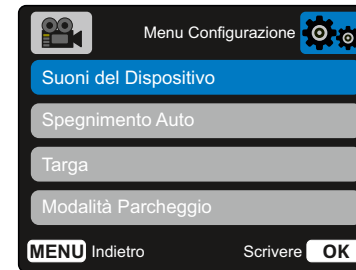 Menu Configurazione
Suoni del Dispositivo
Spegnimento Auto
Targa
Modalità Parcheggio
MENU Indietro Scrivere OK